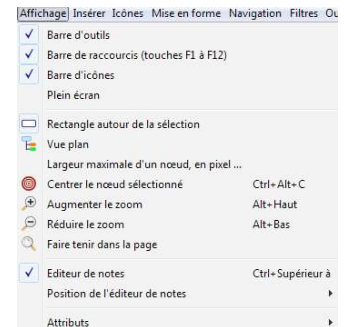 Affichage Insérer Icônes Mise en forme Navigation Filtres Ou
Barre d'outils
Barre de raccourcis (touches F1 à F12)
Barre d'icônes
Plein écran
Rectangle autour de la sélection
Vue plan
Largeur maximale d'un nœud, en pixel ...
Centrer le nœud sélectionné Ctrl+Alt+C
Augmenter le zoom Alt+Haut
Réduire le zoom Alt+Bas
Faire tenir dans la page
Editeur de notes Ctrl+Supérieur à
Position de l'éditeur de notes
Attributs